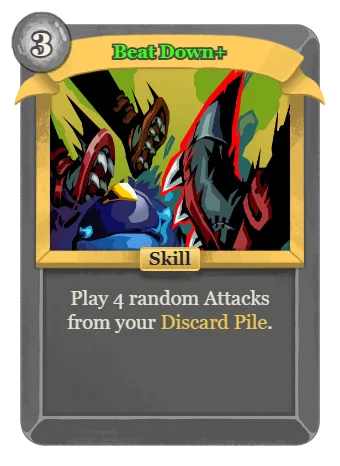 3
Beat Down+
Skill
Play 4 random Attacks
from your Discard Pile.